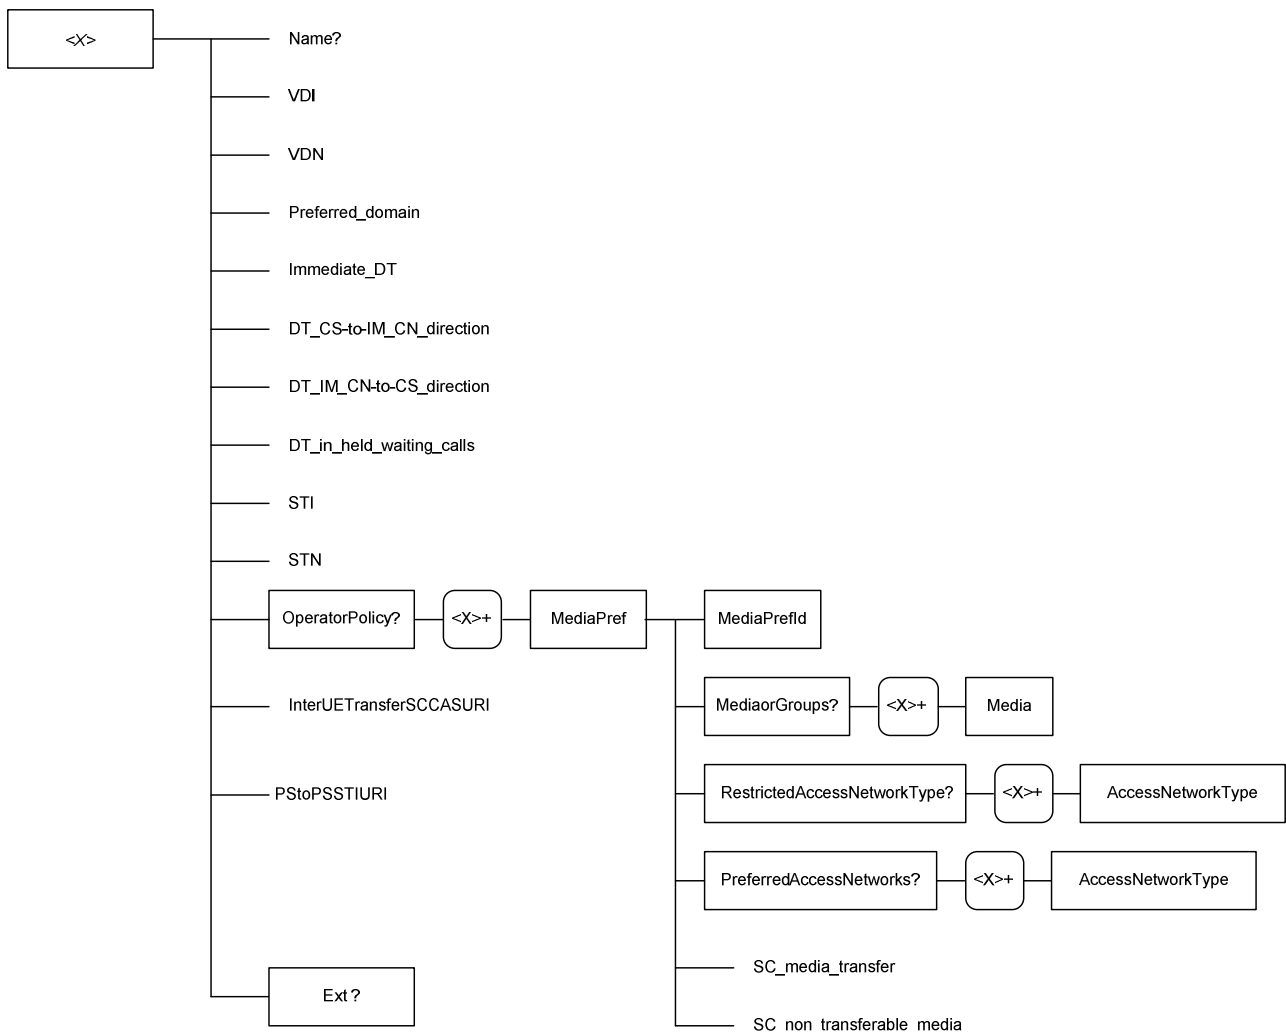 <X>
Name?
VDI
VDN
Preferred_domain
Immediate_DT
DT_CS-to-IM_CN_direction
DT_IM_CN-to-CS_direction
DT_in_held_waiting_calls
STI
STN
OperatorPolicy? <X>+ MediaPref MediaPrefId
InterUETransferSCCASURI MediaorGroups? <X>+ Media
PStoPSSTIURI RestrictedAccessNetworkType? <X>+ AccessNetworkType
PreferredAccessNetworks? <X>+ AccessNetworkType
SC_media_transfer
Ext?
SC_non_transferable_media